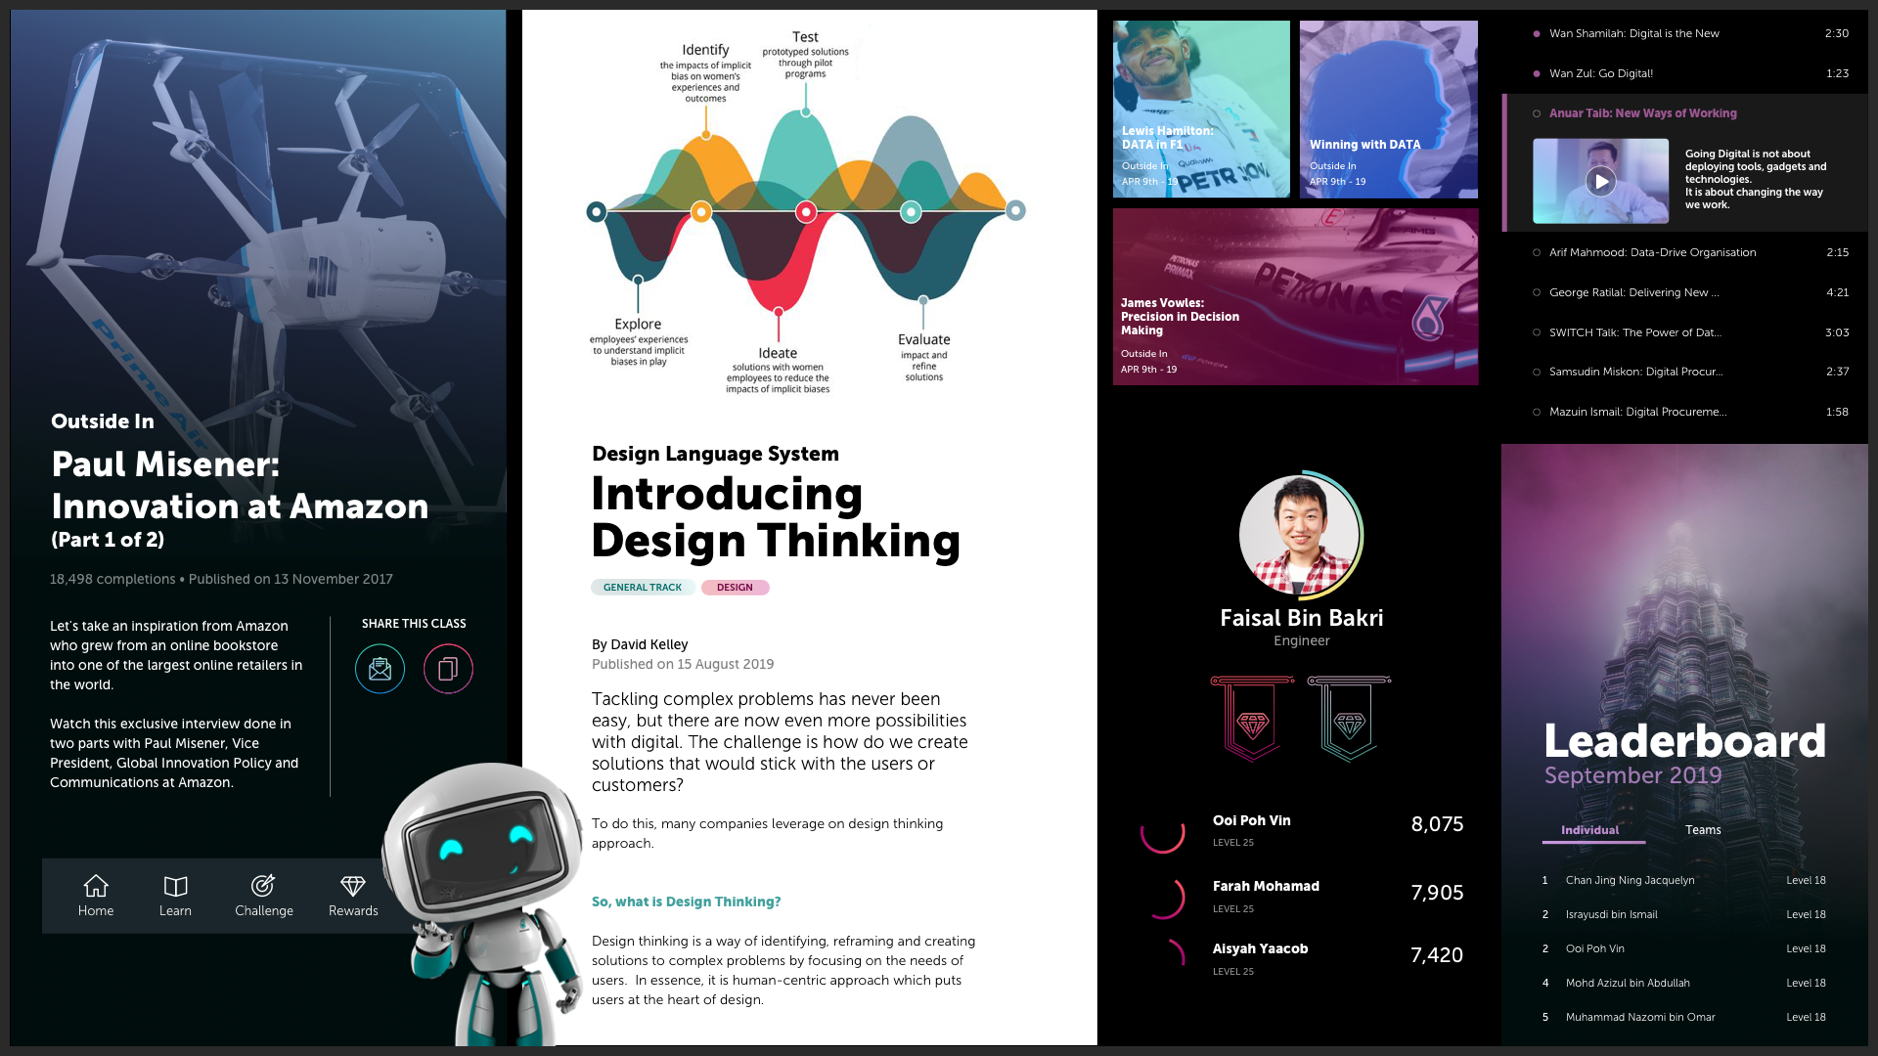 Prime Air
Outside In
Paul Misener:
Innovation at Amazon
(Part 1 of 2)
18,498 completions • Published on 13 November 2017
Let's take an inspiration from Amazon
who grew from an online bookstore
into one of the largest online retailers in
the world.
Watch this exclusive interview done in
two parts with Paul Misener, Vice
President, Global Innovation Policy and
Communications at Amazon.
SHARE THIS CLASS
Home
Learn
Challenge
Rewards
Identify
the impacts of implicit
bias on women's
experiences and
outcomes
Test
prototyped solutions
through pilot
programs
Explore
employees' experiences
to understand implicit
biases in play
Ideate
solutions with women
employees to reduce the
impacts of implicit biases
Evaluate
impact and
refine
solutions
Design Language System
Introducing
Design Thinking
GENERAL TRACK
DESIGN
By David Kelley
Published on 15 August 2019
Tackling complex problems has never been
easy, but there are now even more possibilities
with digital. The challenge is how do we create
solutions that would stick with the users or
customers?
To do this, many companies leverage on design thinking
approach.
So, what is Design Thinking?
Design thinking is a way of identifying, reframing and creating
solutions to complex problems by focusing on the needs of
users. In essence, it is human-centric approach which puts
users at the heart of design.
Lewis Hamilton:
DATA in F1
Outside In
APR 9th - 19
Qualcomm
PETRONAS
Winning with DATA
Outside In
APR 9th - 19
PETRONAS
PRIMAX
PETRONAS
AMG
James Vowles:
Precision in Decision
Making
Outside In
APR 9th - 19
Faisal Bin Bakri
Engineer
Ooi Poh Vin
LEVEL 25
8,075
Farah Mohamad
LEVEL 25
7,905
Aisyah Yaacob
LEVEL 25
7,420
Wan Shamilah: Digital is the New 2:30
Wan Zul: Go Digital! 1:23
Anuar Taib: New Ways of Working
Going Digital is not about
deploying tools, gadgets and
technologies.
It is about changing the way
we work.
Arif Mahmood: Data-Drive Organisation 2:15
George Ratilal: Delivering New ... 4:21
SWITCH Talk: The Power of Dat... 3:03
Samsudin Miskon: Digital Procur... 2:37
Mazuin Ismail: Digital Procureme... 1:58
Leaderboard
September 2019
Individual
Teams
1 Chan Jing Ning Jacquelyn Level 18
2 Israyusdi bin Ismail Level 18
2 Ooi Poh Vin Level 18
4 Mohd Azizul bin Abdullah Level 18
5 Muhammad Nazomi bin Omar Level 18